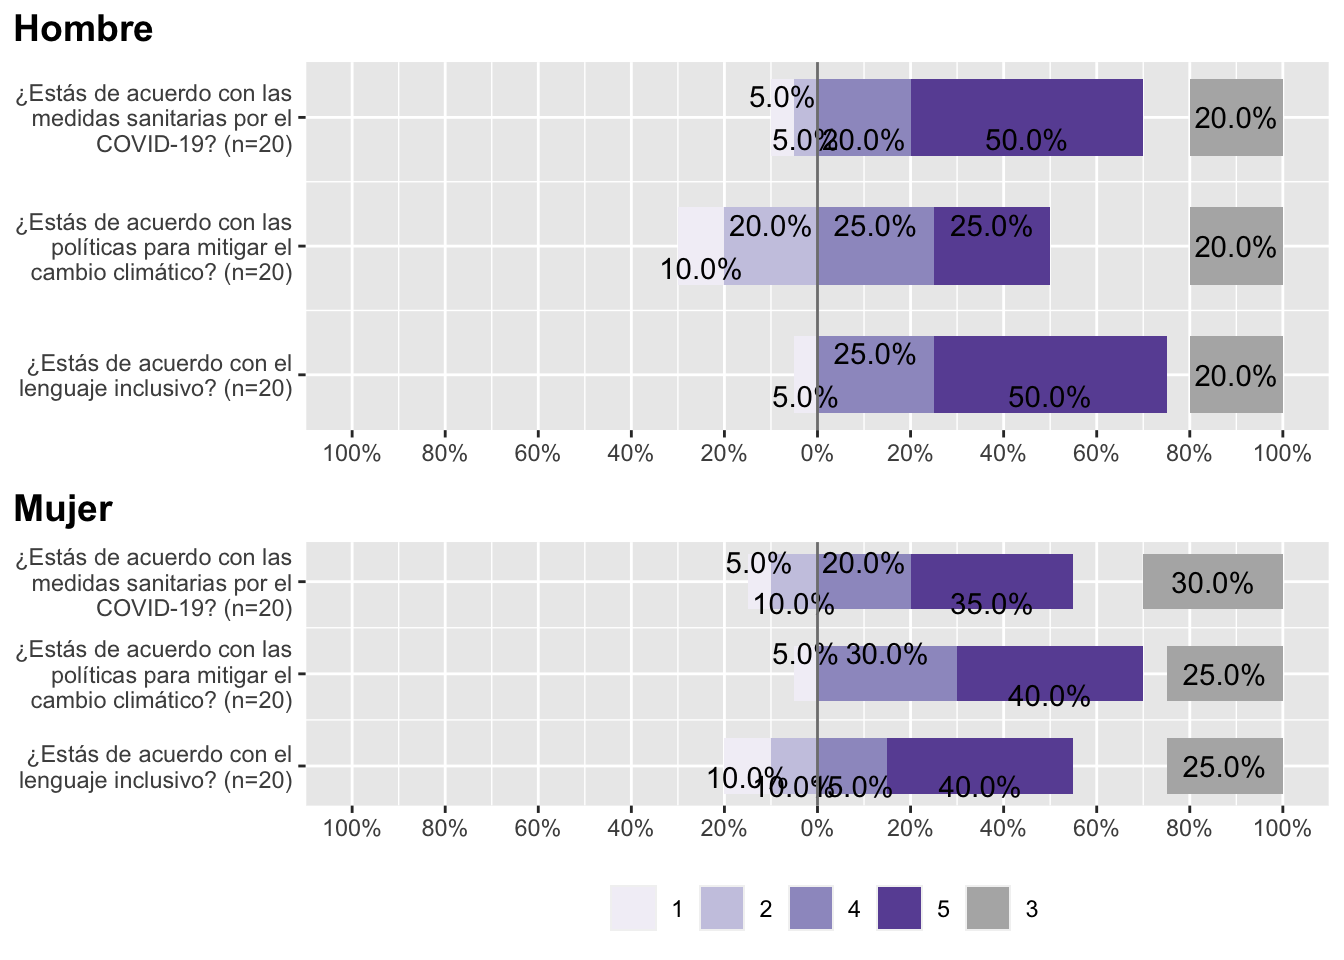 Hombre
¿Estás de acuerdo con las
medidas sanitarias por el
COVID-19? (n=20)
5.0%
5.0%
20.0%
50.0%
20.0%
¿Estás de acuerdo con las
políticas para mitigar el
cambio climático? (n=20)
20.0%
25.0%
25.0%
10.0%
20.0%
¿Estás de acuerdo con el
lenguaje inclusivo? (n=20)
25.0%
5.0%
50.0%
20.0%
100% 80% 60% 40% 20% 0% 20% 40% 60% 80% 100%
Mujer
¿Estás de acuerdo con las
medidas sanitarias por el
COVID-19? (n=20)
5.0%
20.0%
10.0%
35.0%
30.0%
¿Estás de acuerdo con las
políticas para mitigar el
cambio climático? (n=20)
5.0%
30.0%
40.0%
25.0%
¿Estás de acuerdo con el
lenguaje inclusivo? (n=20)
10.0%
10.0%
15.0%
40.0%
25.0%
100% 80% 60% 40% 20% 0% 20% 40% 60% 80% 100%
1 2 4 5 3